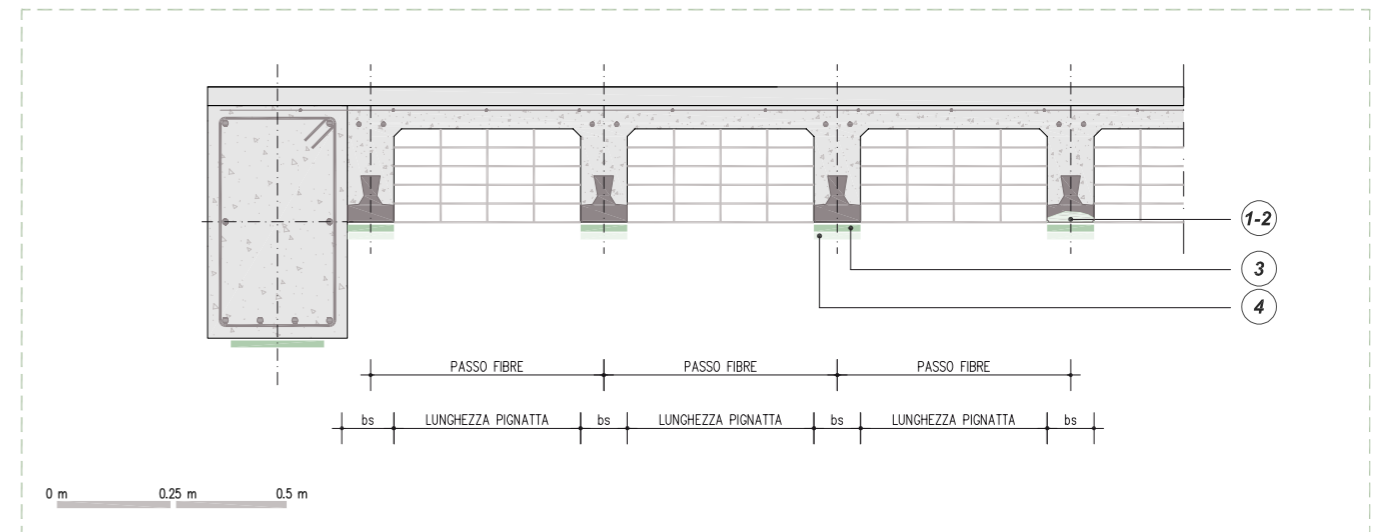 1-2
3
4
PASSO FIBRE PASSO FIBRE PASSO FIBRE
bs LUNGHEZZA PIGNATTA bs LUNGHEZZA PIGNATTA bs LUNGHEZZA PIGNATTA bs
0 m 0.25 m 0.5 m